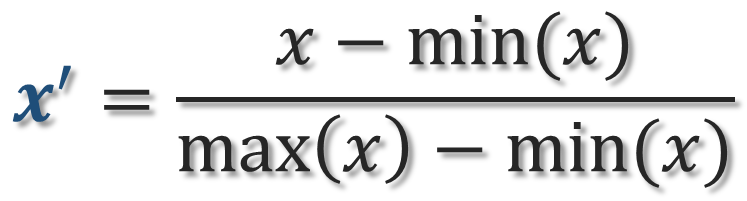 x′ = x − min(x)
max(x) − min(x)